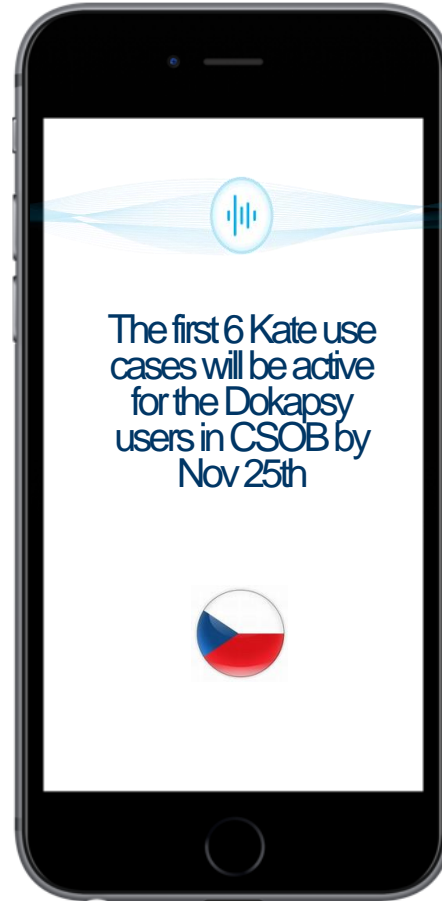 The first 6 Kate use
cases will be active
for the Dokapsy
users in CSOB by
Nov 25th